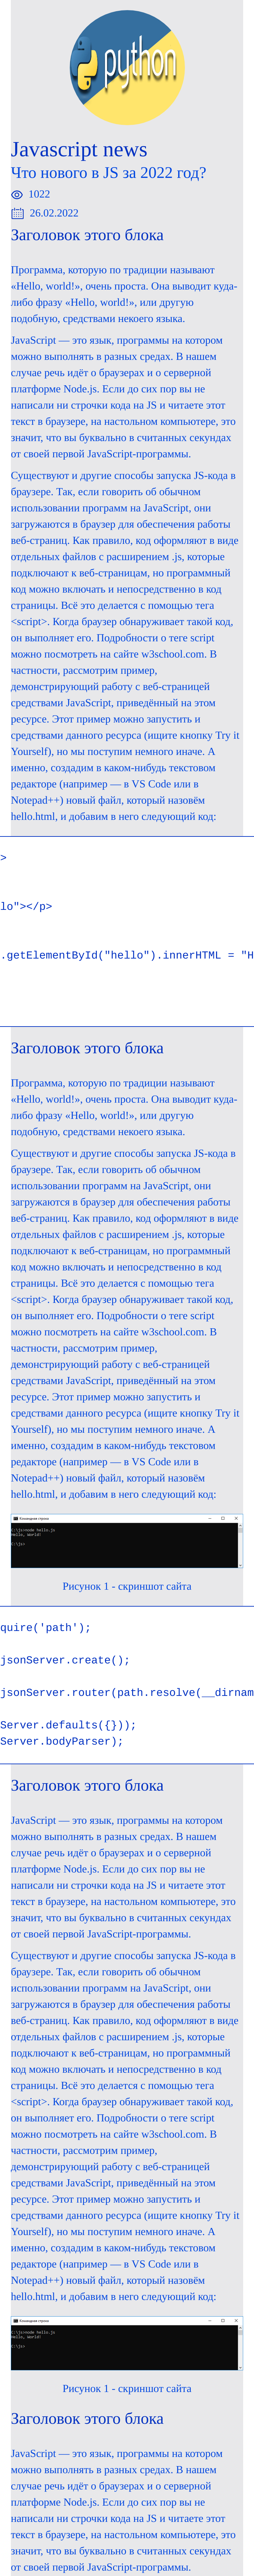 python
Javascript news
Что нового в JS за 2022 год?
1022
26.02.2022
Заголовок этого блока
Программа, которую по традиции называют
«Hello, world!», очень проста. Она выводит куда-
либо фразу «Hello, world!», или другую
подобную, средствами некоего языка.
JavaScript — это язык, программы на котором
можно выполнять в разных средах. В нашем
случае речь идёт о браузерах и о серверной
платформе Node.js. Если до сих пор вы не
написали ни строчки кода на JS и читаете этот
текст в браузере, на настольном компьютере, это
значит, что вы буквально в считанных секундах
от своей первой JavaScript-программы.
Существуют и другие способы запуска JS-кода в
браузере. Так, если говорить об обычном
использовании программ на JavaScript, они
загружаются в браузер для обеспечения работы
веб-страниц. Как правило, код оформляют в виде
отдельных файлов с расширением .js, которые
подключают к веб-страницам, но программный
код можно включать и непосредственно в код
страницы. Всё это делается с помощью тега
<script>. Когда браузер обнаруживает такой код,
он выполняет его. Подробности о теге script
можно посмотреть на сайте w3school.com. В
частности, рассмотрим пример,
демонстрирующий работу с веб-страницей
средствами JavaScript, приведённый на этом
ресурсе. Этот пример можно запустить и
средствами данного ресурса (ищите кнопку Try it
Yourself), но мы поступим немного иначе. А
именно, создадим в каком-нибудь текстовом
редакторе (например — в VS Code или в
Notepad++) новый файл, который назовём
hello.html, и добавим в него следующий код:
>
lo"></p>
.getElementById("hello").innerHTML = "H
Заголовок этого блока
Программа, которую по традиции называют
«Hello, world!», очень проста. Она выводит куда-
либо фразу «Hello, world!», или другую
подобную, средствами некоего языка.
Существуют и другие способы запуска JS-кода в
браузере. Так, если говорить об обычном
использовании программ на JavaScript, они
загружаются в браузер для обеспечения работы
веб-страниц. Как правило, код оформляют в виде
отдельных файлов с расширением .js, которые
подключают к веб-страницам, но программный
код можно включать и непосредственно в код
страницы. Всё это делается с помощью тега
<script>. Когда браузер обнаруживает такой код,
он выполняет его. Подробности о теге script
можно посмотреть на сайте w3school.com. В
частности, рассмотрим пример,
демонстрирующий работу с веб-страницей
средствами JavaScript, приведённый на этом
ресурсе. Этот пример можно запустить и
средствами данного ресурса (ищите кнопку Try it
Yourself), но мы поступим немного иначе. А
именно, создадим в каком-нибудь текстовом
редакторе (например — в VS Code или в
Notepad++) новый файл, который назовём
hello.html, и добавим в него следующий код:
Командная строка
C:\js>node hello.js
Hello, World!
C:\js>
Рисунок 1 - скриншот сайта
quire('path');
jsonServer.create();
jsonServer.router(path.resolve(__dirnam
Server.defaults({}));
Server.bodyParser);
Заголовок этого блока
JavaScript — это язык, программы на котором
можно выполнять в разных средах. В нашем
случае речь идёт о браузерах и о серверной
платформе Node.js. Если до сих пор вы не
написали ни строчки кода на JS и читаете этот
текст в браузере, на настольном компьютере, это
значит, что вы буквально в считанных секундах
от своей первой JavaScript-программы.
Существуют и другие способы запуска JS-кода в
браузере. Так, если говорить об обычном
использовании программ на JavaScript, они
загружаются в браузер для обеспечения работы
веб-страниц. Как правило, код оформляют в виде
отдельных файлов с расширением .js, которые
подключают к веб-страницам, но программный
код можно включать и непосредственно в код
страницы. Всё это делается с помощью тега
<script>. Когда браузер обнаруживает такой код,
он выполняет его. Подробности о теге script
можно посмотреть на сайте w3school.com. В
частности, рассмотрим пример,
демонстрирующий работу с веб-страницей
средствами JavaScript, приведённый на этом
ресурсе. Этот пример можно запустить и
средствами данного ресурса (ищите кнопку Try it
Yourself), но мы поступим немного иначе. А
именно, создадим в каком-нибудь текстовом
редакторе (например — в VS Code или в
Notepad++) новый файл, который назовём
hello.html, и добавим в него следующий код:
Командная строка
C:\js>node hello.js
Hello, World!
C:\js>
Рисунок 1 - скриншот сайта
Заголовок этого блока
JavaScript — это язык, программы на котором
можно выполнять в разных средах. В нашем
случае речь идёт о браузерах и о серверной
платформе Node.js. Если до сих пор вы не
написали ни строчки кода на JS и читаете этот
текст в браузере, на настольном компьютере, это
значит, что вы буквально в считанных секундах
от своей первой JavaScript-программы.